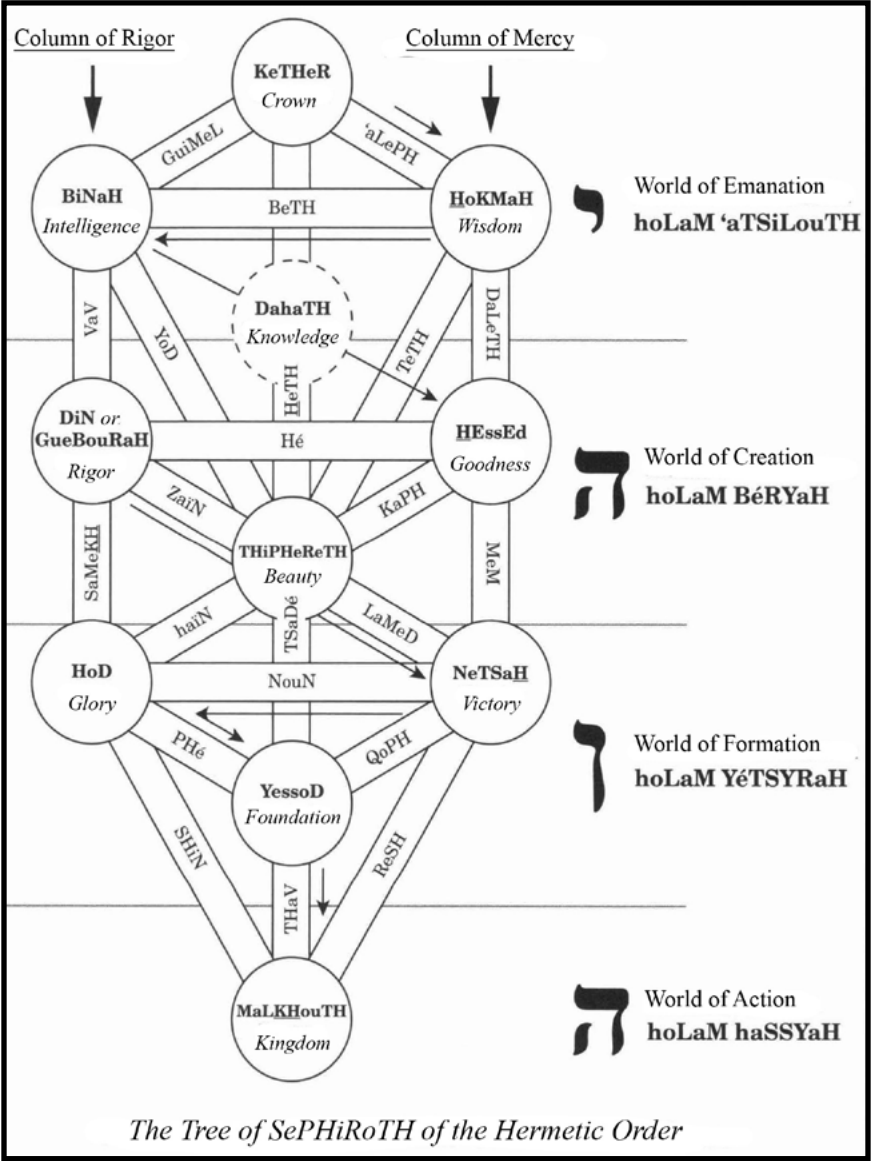 Column of Rigor
Column of Mercy
KeTHeR
Crown
GuiMeL
‘aLePH
BiNaH
Intelligence
BeTH
HoKMaH
Wisdom
י
World of Emanation
hoLaM ‘aTSiLouTH
DahaTH
Knowledge
VaV
YoD
HeTH
TeTH
DaLeTH
DiN or
GueBouRaH
Rigor
Hé
HEssEd
Goodness
ה
World of Creation
hoLaM BéRYaH
ZaïN
KaPH
THiPHeReTH
Beauty
SaMeKH
MeM
haïN
TSaDé
LaMeD
HoD
Glory
NouN
NeTSaH
Victory
ו
World of Formation
hoLaM YéTSYRaH
PHé
QoPH
YessoD
Foundation
SHiN
THaV
ReSH
MaLKHouTH
Kingdom
ה
World of Action
hoLaM haSSYaH
The Tree of SePHiRoTH of the Hermetic Order